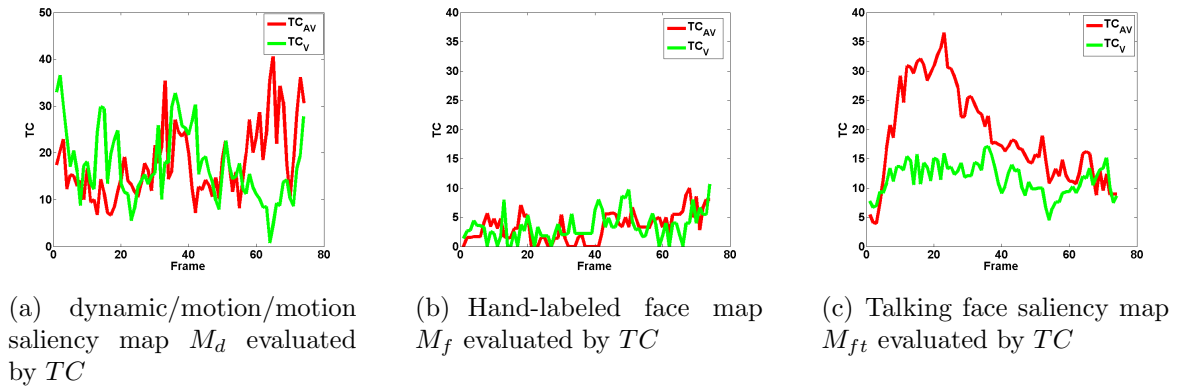 50
40
30
20
10
0
TC
0 20 40 60 80
Frame
TC_AV
TC_V
40
35
30
25
20
15
10
5
0
TC
0 20 40 60 80
Frame
TC_AV
TC_V
40
35
30
25
20
15
10
5
0
TC
0 20 40 60 80
Frame
TC_AV
TC_V
(a) dynamic/motion/motion
saliency map M_d evaluated
by TC
(b) Hand-labeled face map
M_f evaluated by TC
(c) Talking face saliency map
M_ft evaluated by TC